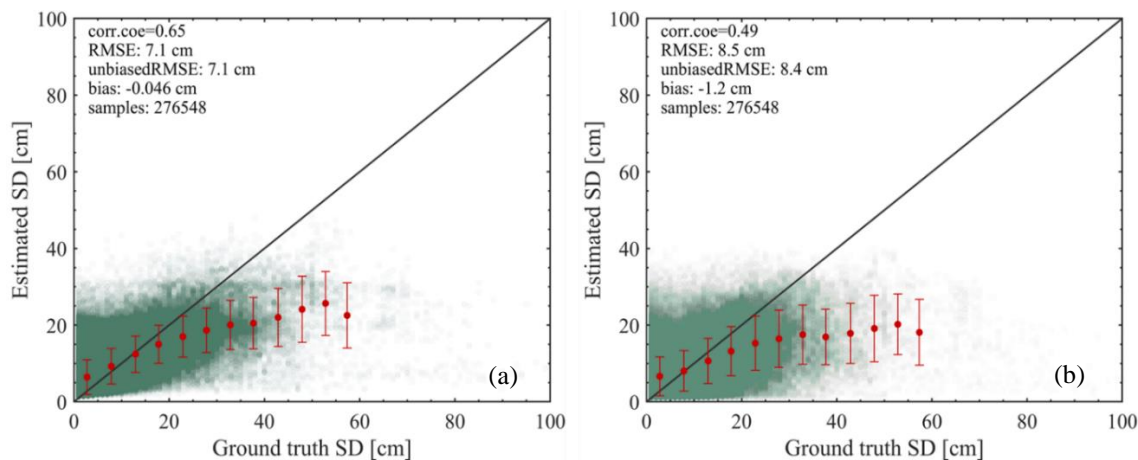 100
80
60
40
20
0
Estimated SD [cm]
corr.coe=0.65
RMSE: 7.1 cm
unbiasedRMSE: 7.1 cm
bias: -0.046 cm
samples: 276548
(a)
0 20 40 60 80 100
Ground truth SD [cm]
100
80
60
40
20
0
Estimated SD [cm]
corr.coe=0.49
RMSE: 8.5 cm
unbiasedRMSE: 8.4 cm
bias: -1.2 cm
samples: 276548
(b)
0 20 40 60 80 100
Ground truth SD [cm]